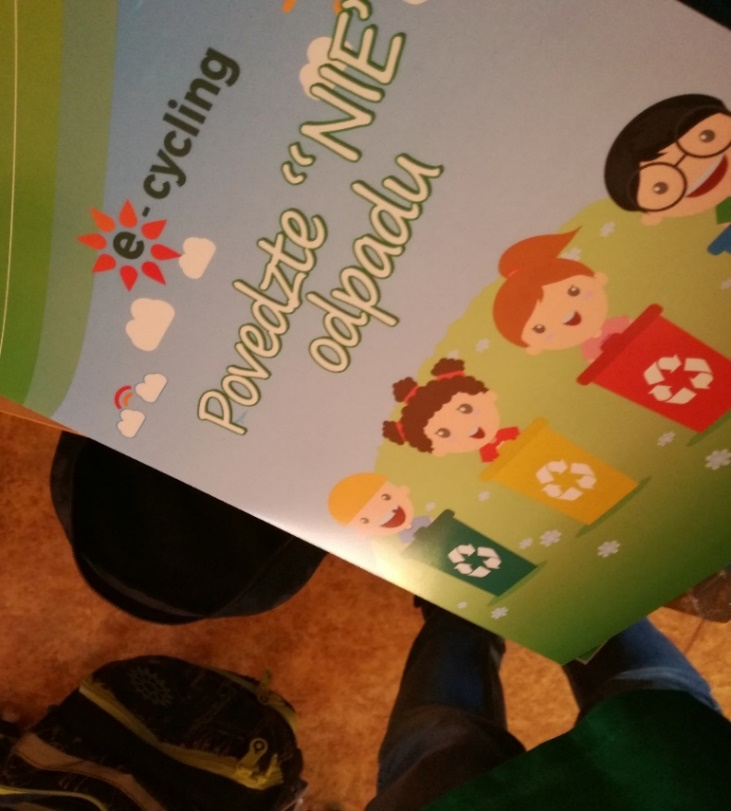 e-cycling
Povedzte “NIE”
odpadu